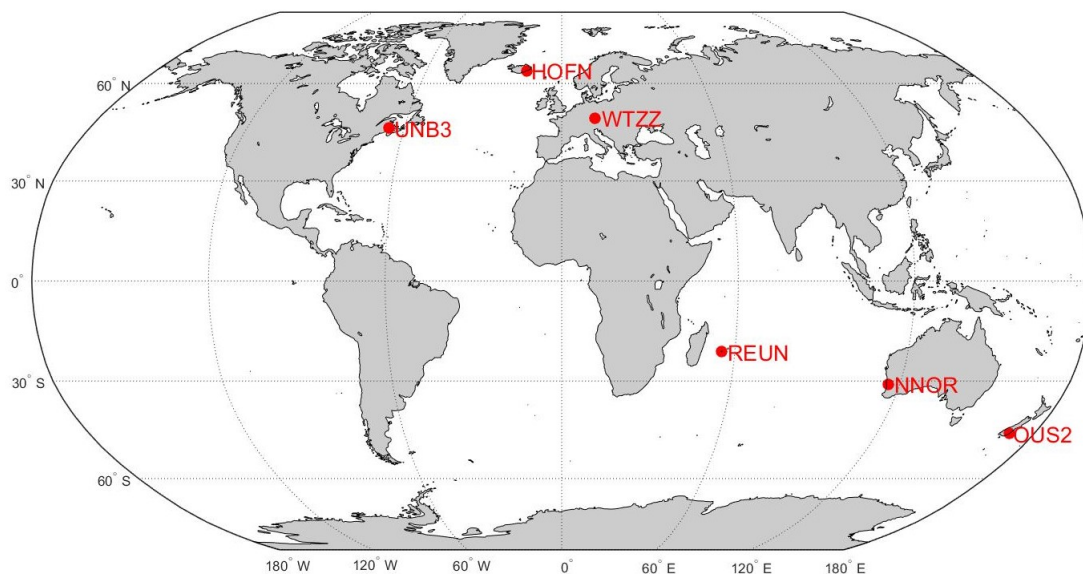 HOFN
60° N
WTZZ
UNB3
30° N
0°
REUN
30° S
NNOR
OUS2
60° S
180° W
120° W
60° W
0°
60° E
120° E
180° E